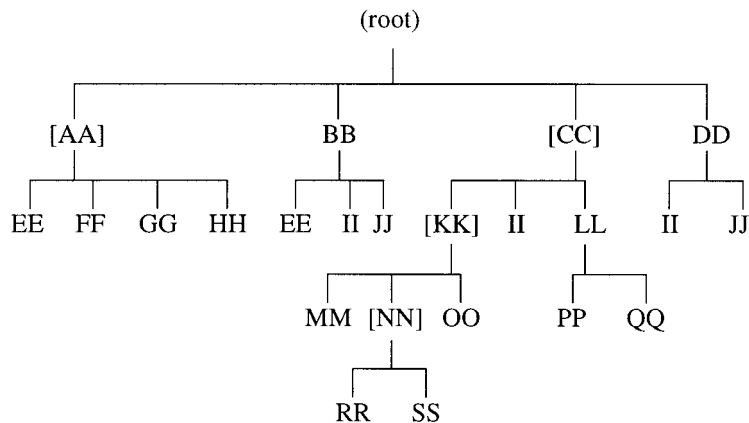 (root)
[AA] BB [CC] DD
EE FF GG HH EE II JJ [KK] II LL II JJ
MM [NN] OO PP QQ
RR SS